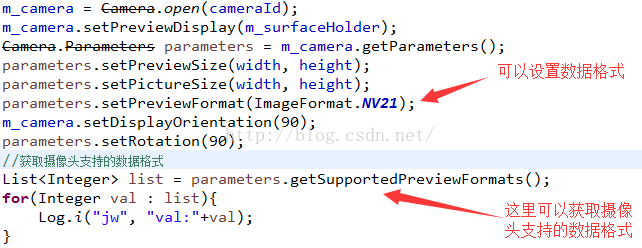 m_camera = Camera.open(cameraId);
m_camera.setPreviewDisplay(m_surfaceHolder);
Camera.Parameters parameters = m_camera.getParameters();
parameters.setPreviewSize(width, height);
可以设置数据格式
parameters.setPictureSize(width, height);
parameters.setPreviewFormat(ImageFormat.NV21);
m_camera.setDisplayOrientation(90);
http://blog.csdn.net/
parameters.setRotation(90);
//获取摄像头支持的数据格式
List<Integer> list = parameters.getSupportedPreviewFormats();
for(Integer val : list){
Log.i("jw", "val:"+val);
}
这里可以获取摄像
头支持的数据格式